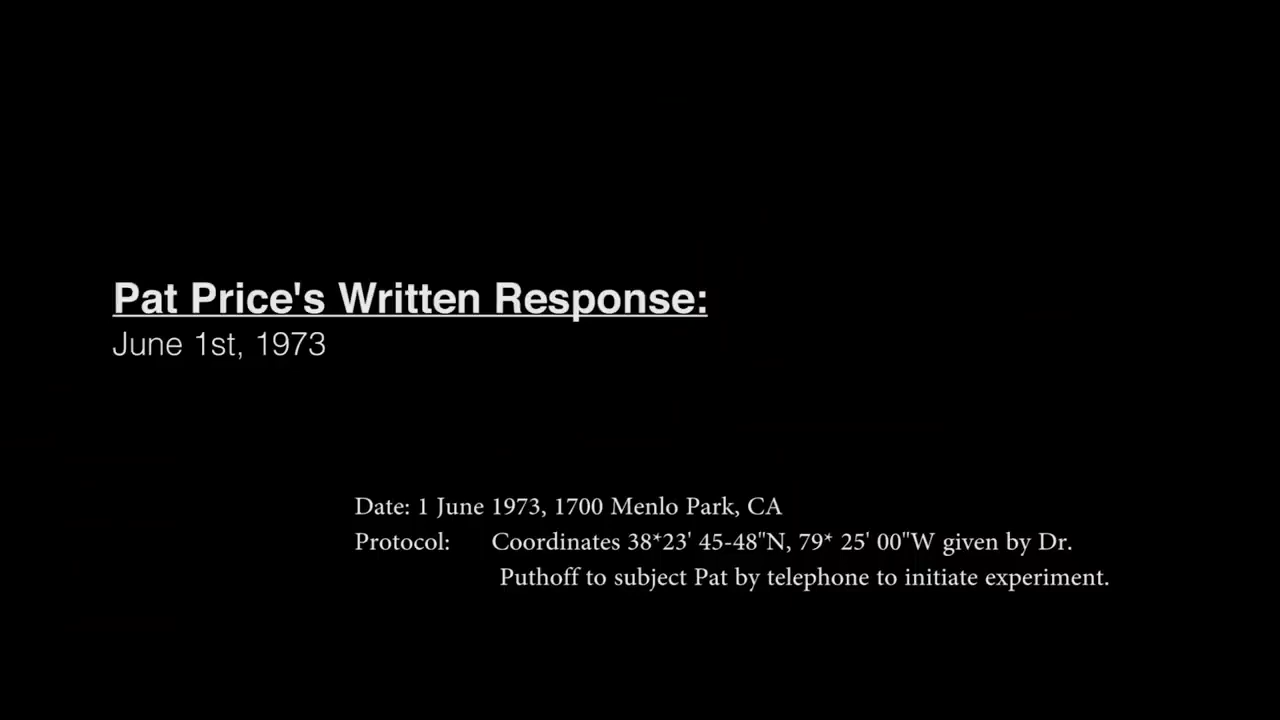 Pat Price's Written Response:
June 1st, 1973
Date: 1 June 1973, 1700 Menlo Park, CA
Protocol: Coordinates 38*23' 45-48"N, 79* 25' 00"W given by Dr.
Puthoff to subject Pat by telephone to initiate experiment.